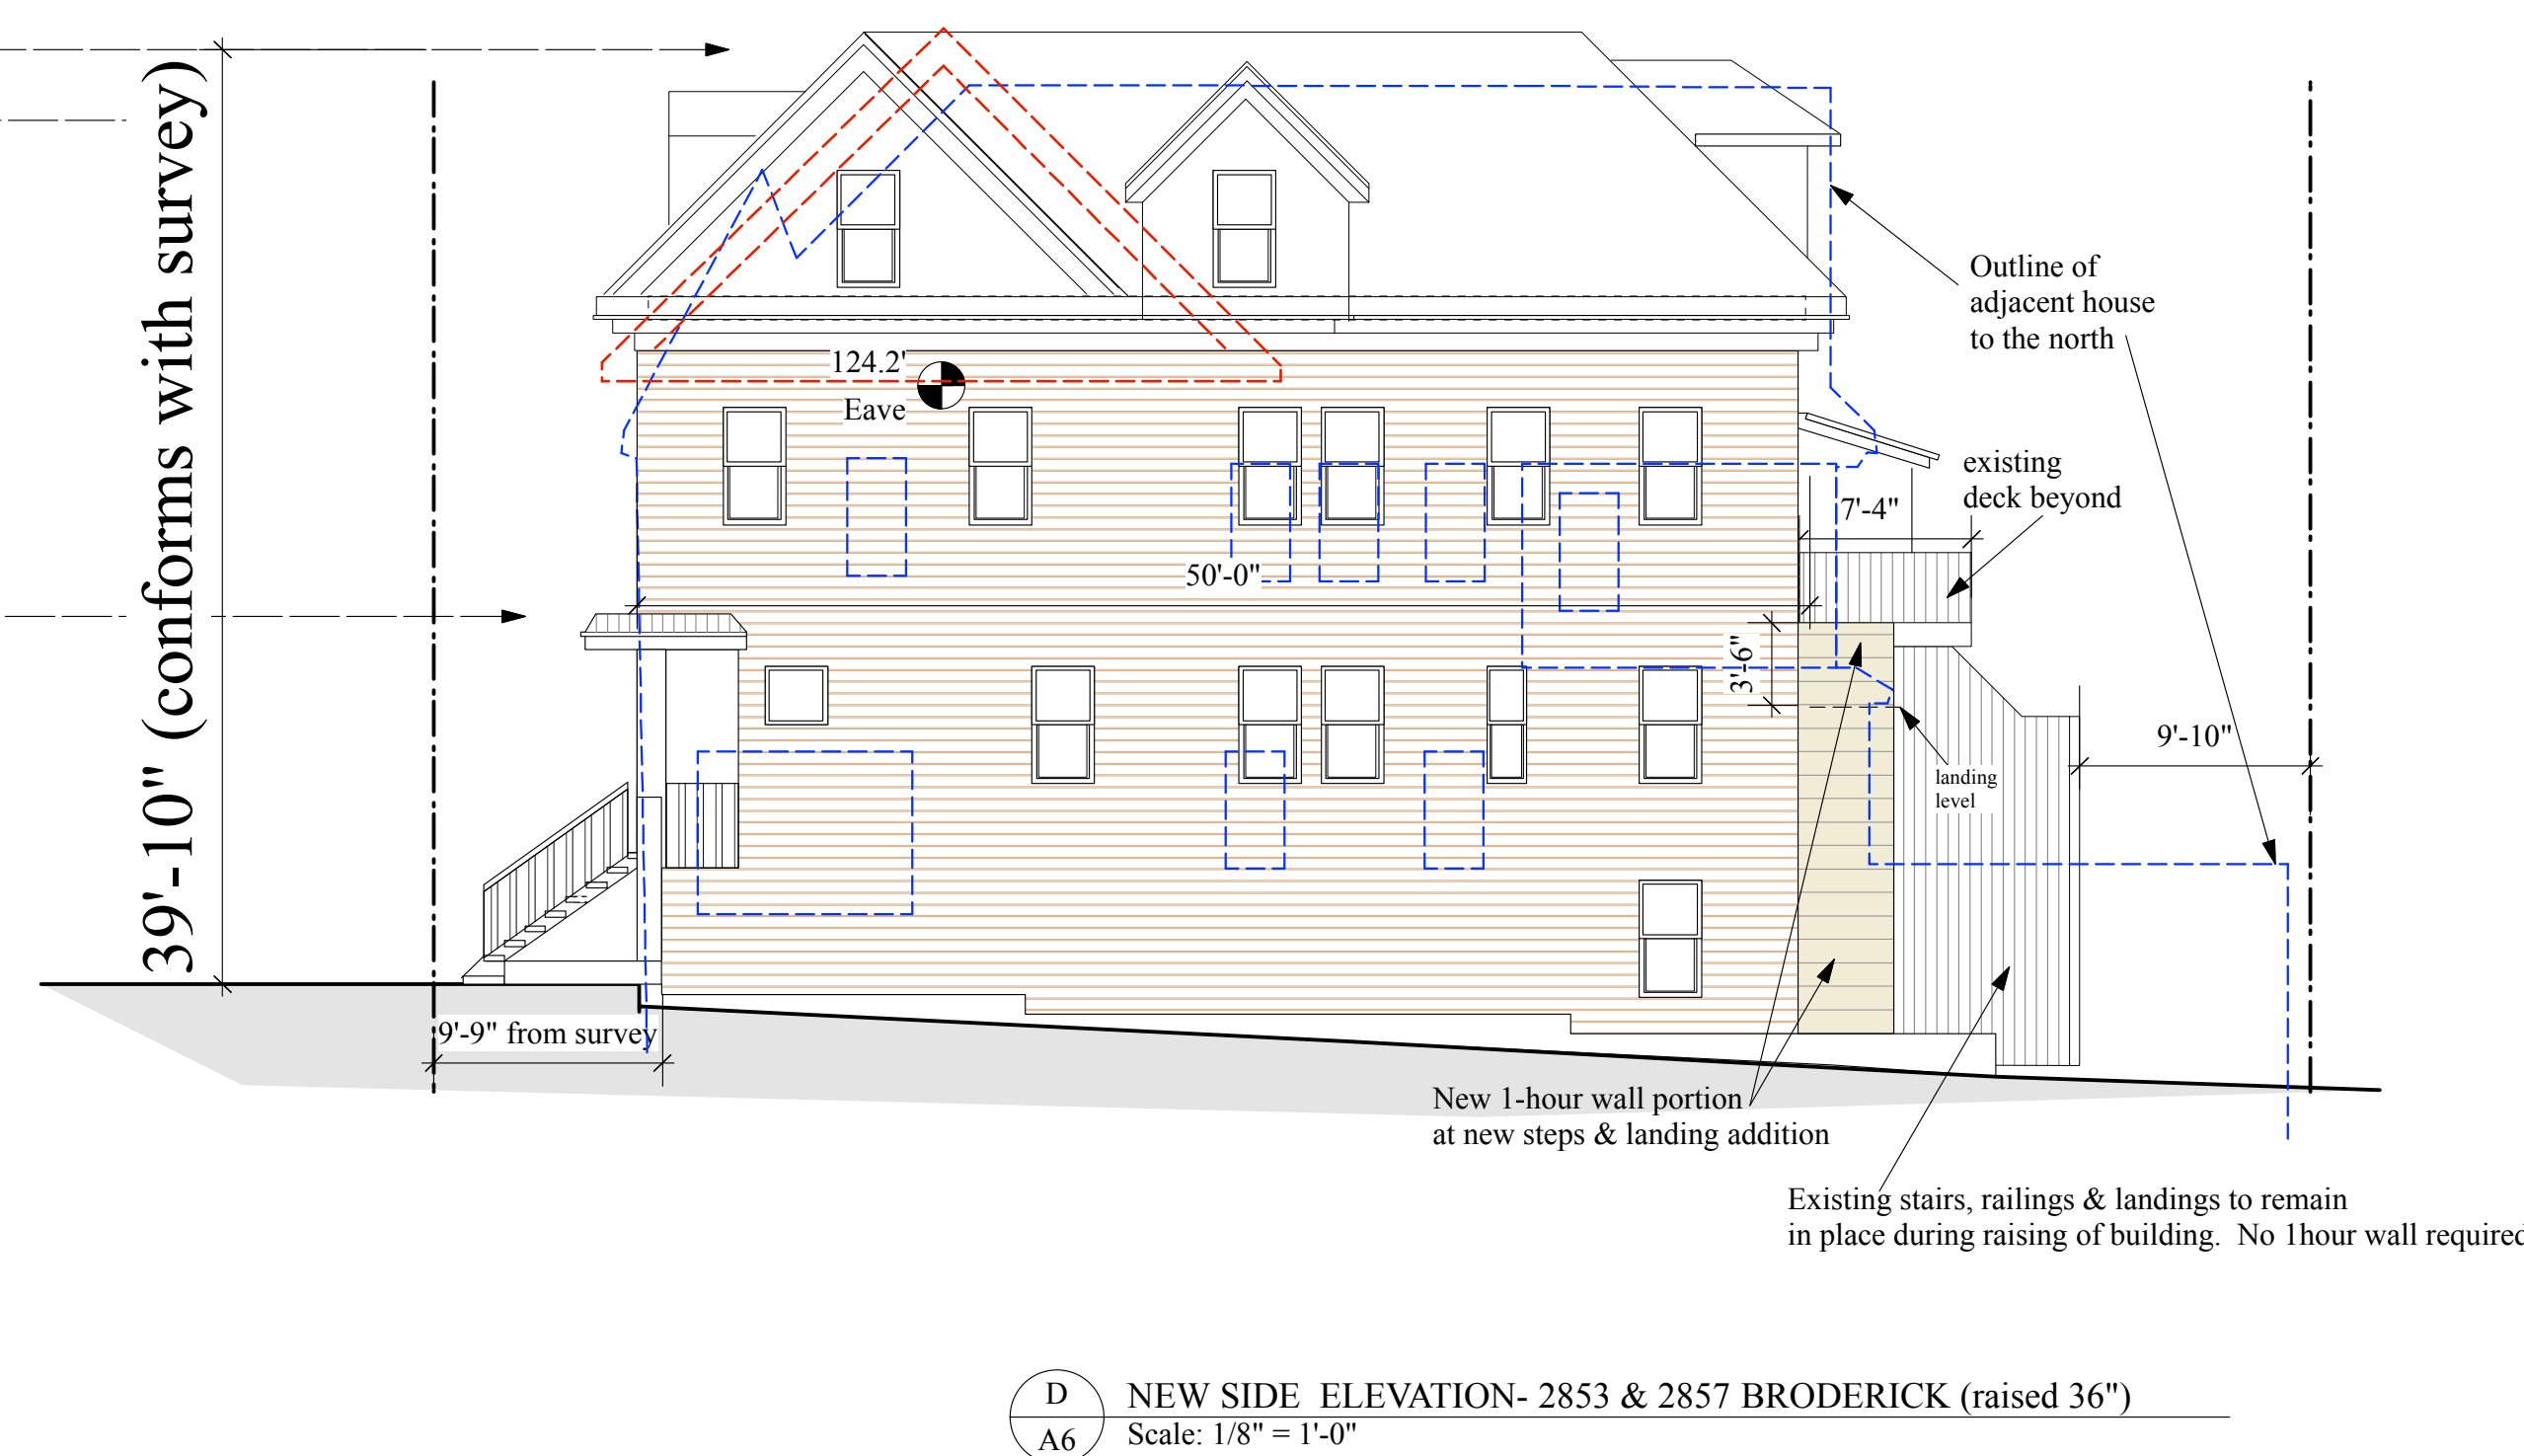 39'-10" (conforms with survey)
Outline of
adjacent house
to the north
124.2'
Eave
existing
deck beyond
7'-4"
50'-0"
3'-6"
9'-10"
landing
level
9'-9" from survey
New 1-hour wall portion
at new steps & landing addition
Existing stairs, railings & landings to remain
in place during raising of building.  No 1hour wall required
D
A6
NEW SIDE  ELEVATION- 2853 & 2857 BRODERICK (raised 36")
Scale: 1/8" = 1'-0"